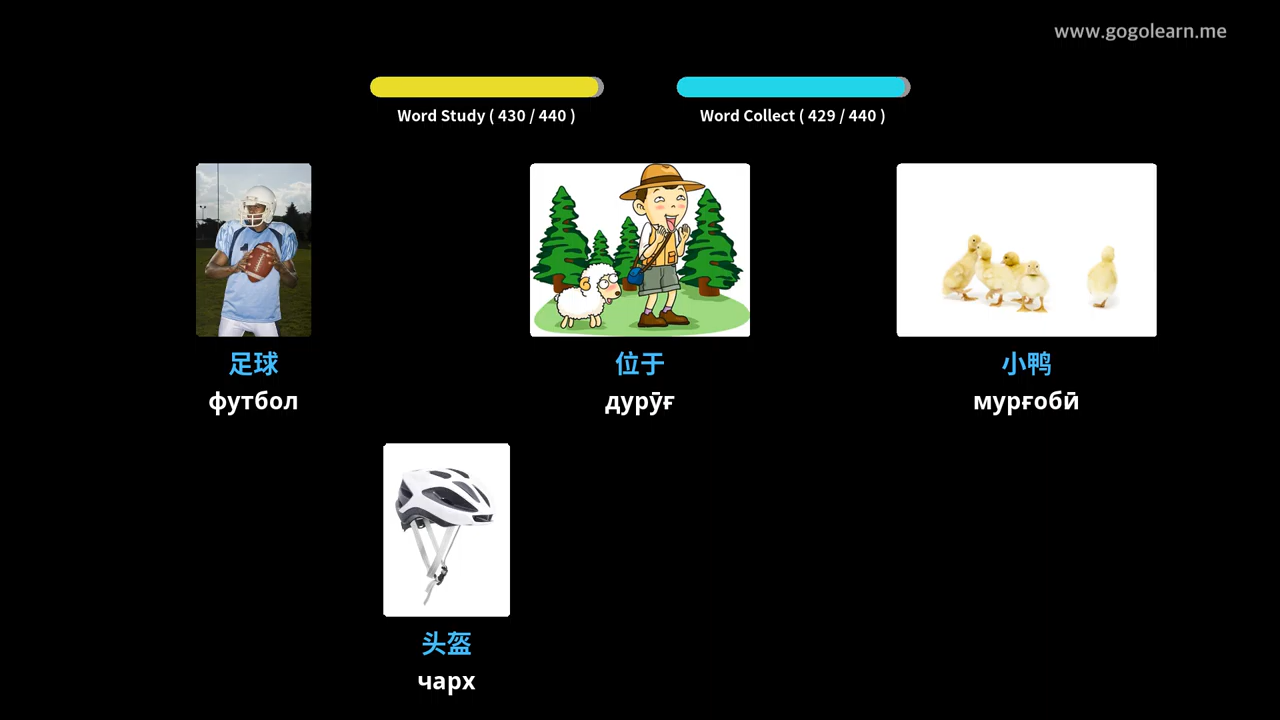 www.gogolearn.me
Word Study ( 430 / 440 )
Word Collect ( 429 / 440 )
足球
футбол
位于
дурӯғ
小鸭
мурғобӣ
头盔
чарх